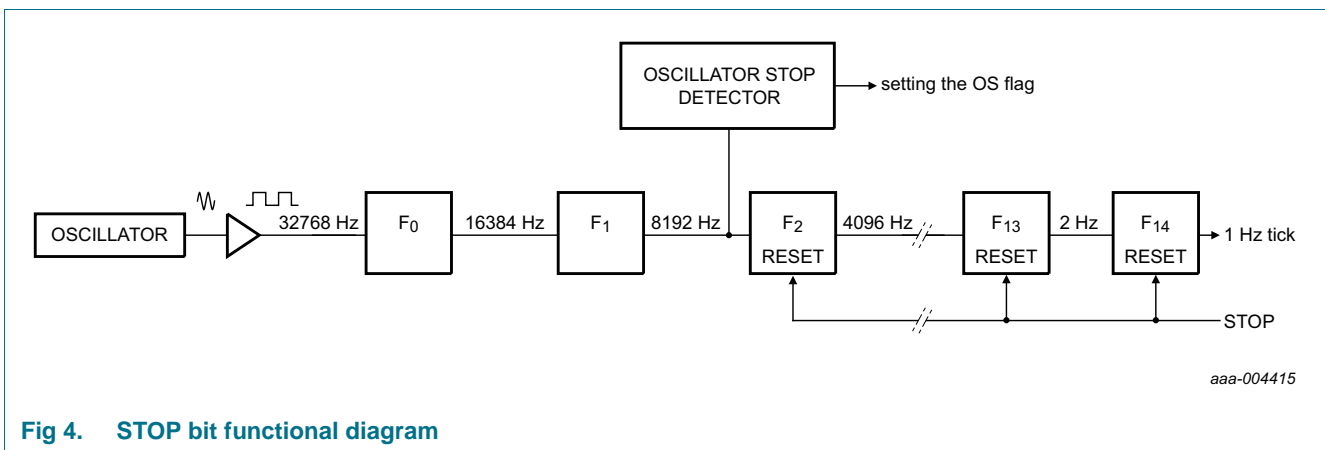 OSCILLATOR STOP
DETECTOR
setting the OS flag
OSCILLATOR
32768 Hz
F0
16384 Hz
F1
8192 Hz
F2
RESET
4096 Hz
F13
RESET
2 Hz
F14
RESET
1 Hz tick
STOP
aaa-004415
Fig 4. STOP bit functional diagram